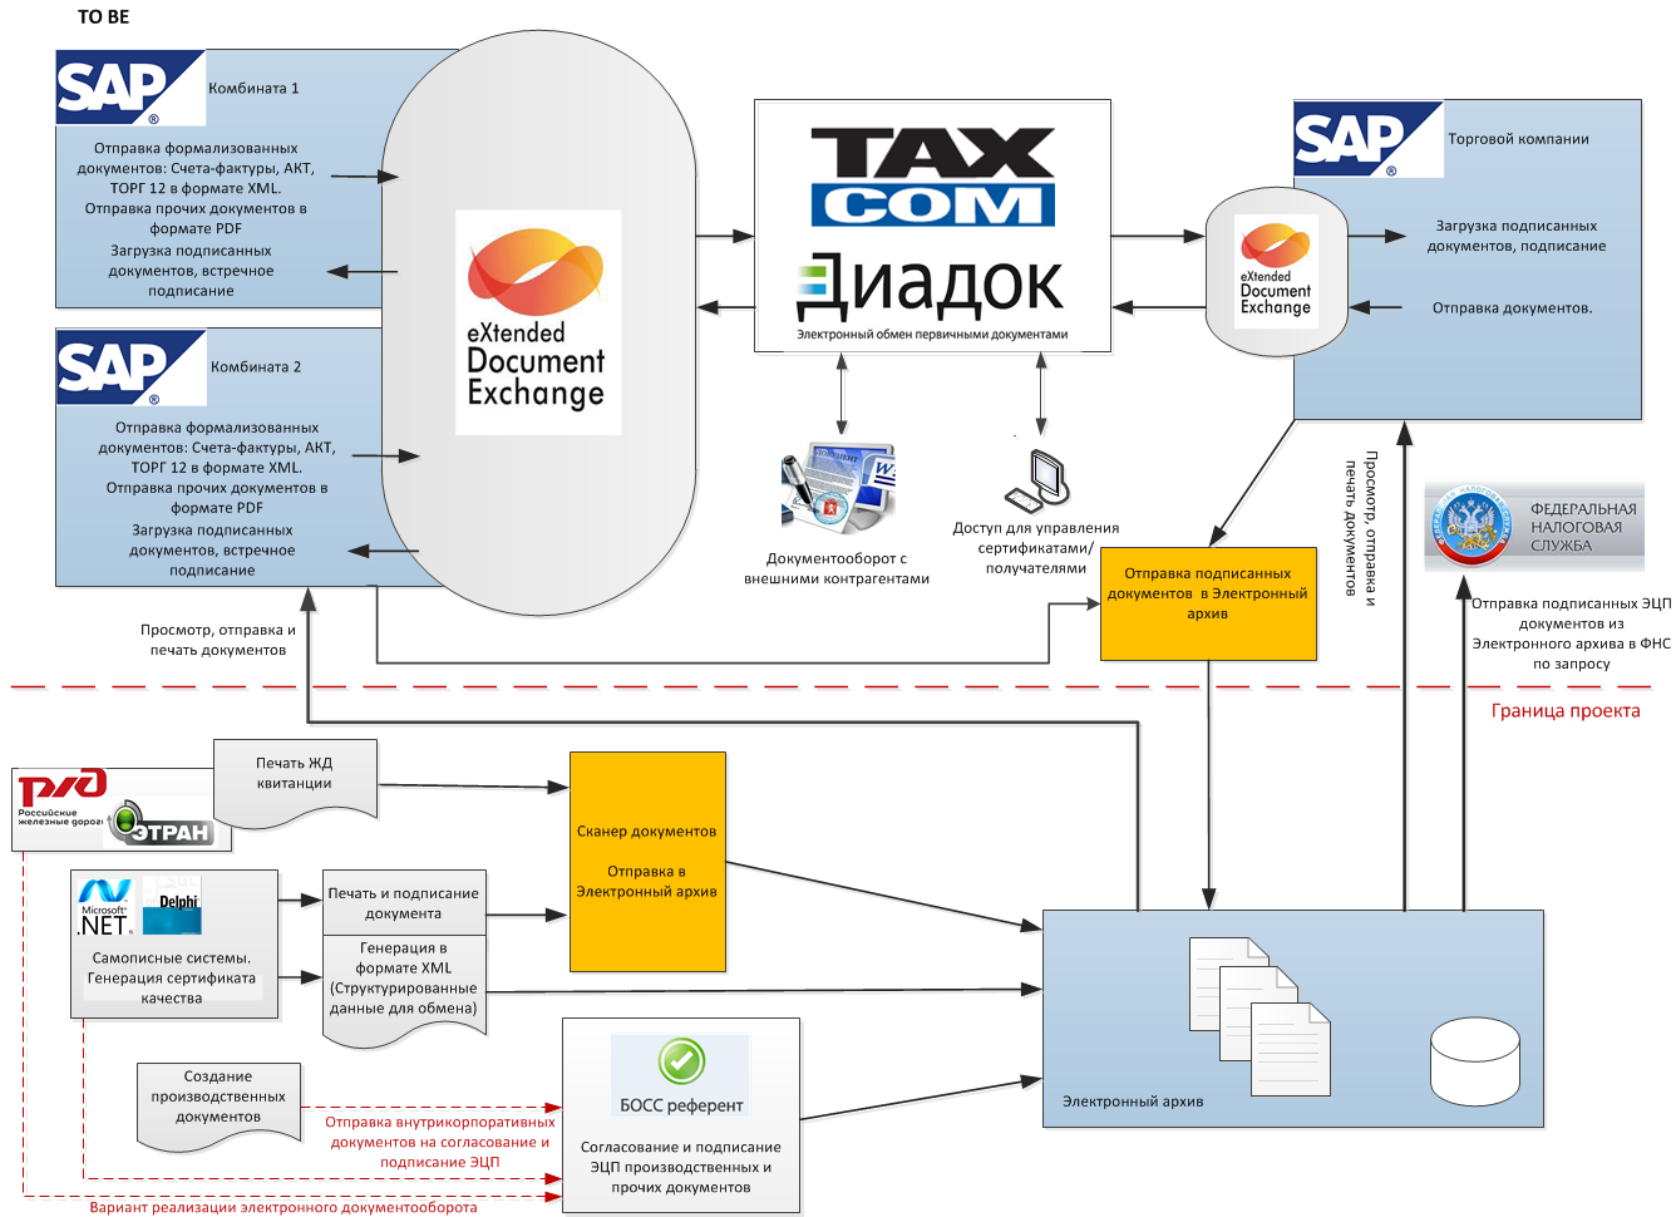 TO BE
SAP
®
Комбината 1
Отправка формализованных
документов: Счета-фактуры, АКТ,
ТОРГ 12 в формате XML.
Отправка прочих документов в
формате PDF
Загрузка подписанных
документов, встречное
подписание
SAP
®
Комбината 2
Отправка формализованных
документов: Счета-фактуры, АКТ,
ТОРГ 12 в формате XML.
Отправка прочих документов в
формате PDF
Загрузка подписанных
документов, встречное
подписание
eXtended
Document
Exchange
TAX
COM
Диадок
Электронный обмен первичными документами
SAP
®
Торговой компании
eXtended
Document
Exchange
Загрузка подписанных
документов, подписание
Отправка документов.
ДОКУМЕНТ
W
Документооборот с
внешними контрагентами
Доступ для управления
сертификатами/
получателями
Отправка подписанных
документов в Электронный
архив
Просмотр, отправка и
печать документов
ФЕДЕРАЛЬНАЯ
НАЛОГОВАЯ
СЛУЖБА
Отправка подписанных ЭЦП
документов из
Электронного архива в ФНС
по запросу
Просмотр, отправка и
печать документов
Граница проекта
Печать ЖД
квитанции
ржд
Российские
железные дороги
ЭТРАН
Сканер документов
Отправка в
Электронный архив
Microsoft®
.NET
Delphi
Самописные системы.
Генерация сертификата
качества
Печать и подписание
документа
Генерация в
формате XML
(Структурированные
данные для обмена)
Создание
производственных
документов
Отправка внутрикорпоративных
документов на согласование и
подписание ЭЦП
БОСС референт
Согласование и подписание
ЭЦП производственных и
прочих документов
Электронный архив
Вариант реализации электронного документооборота